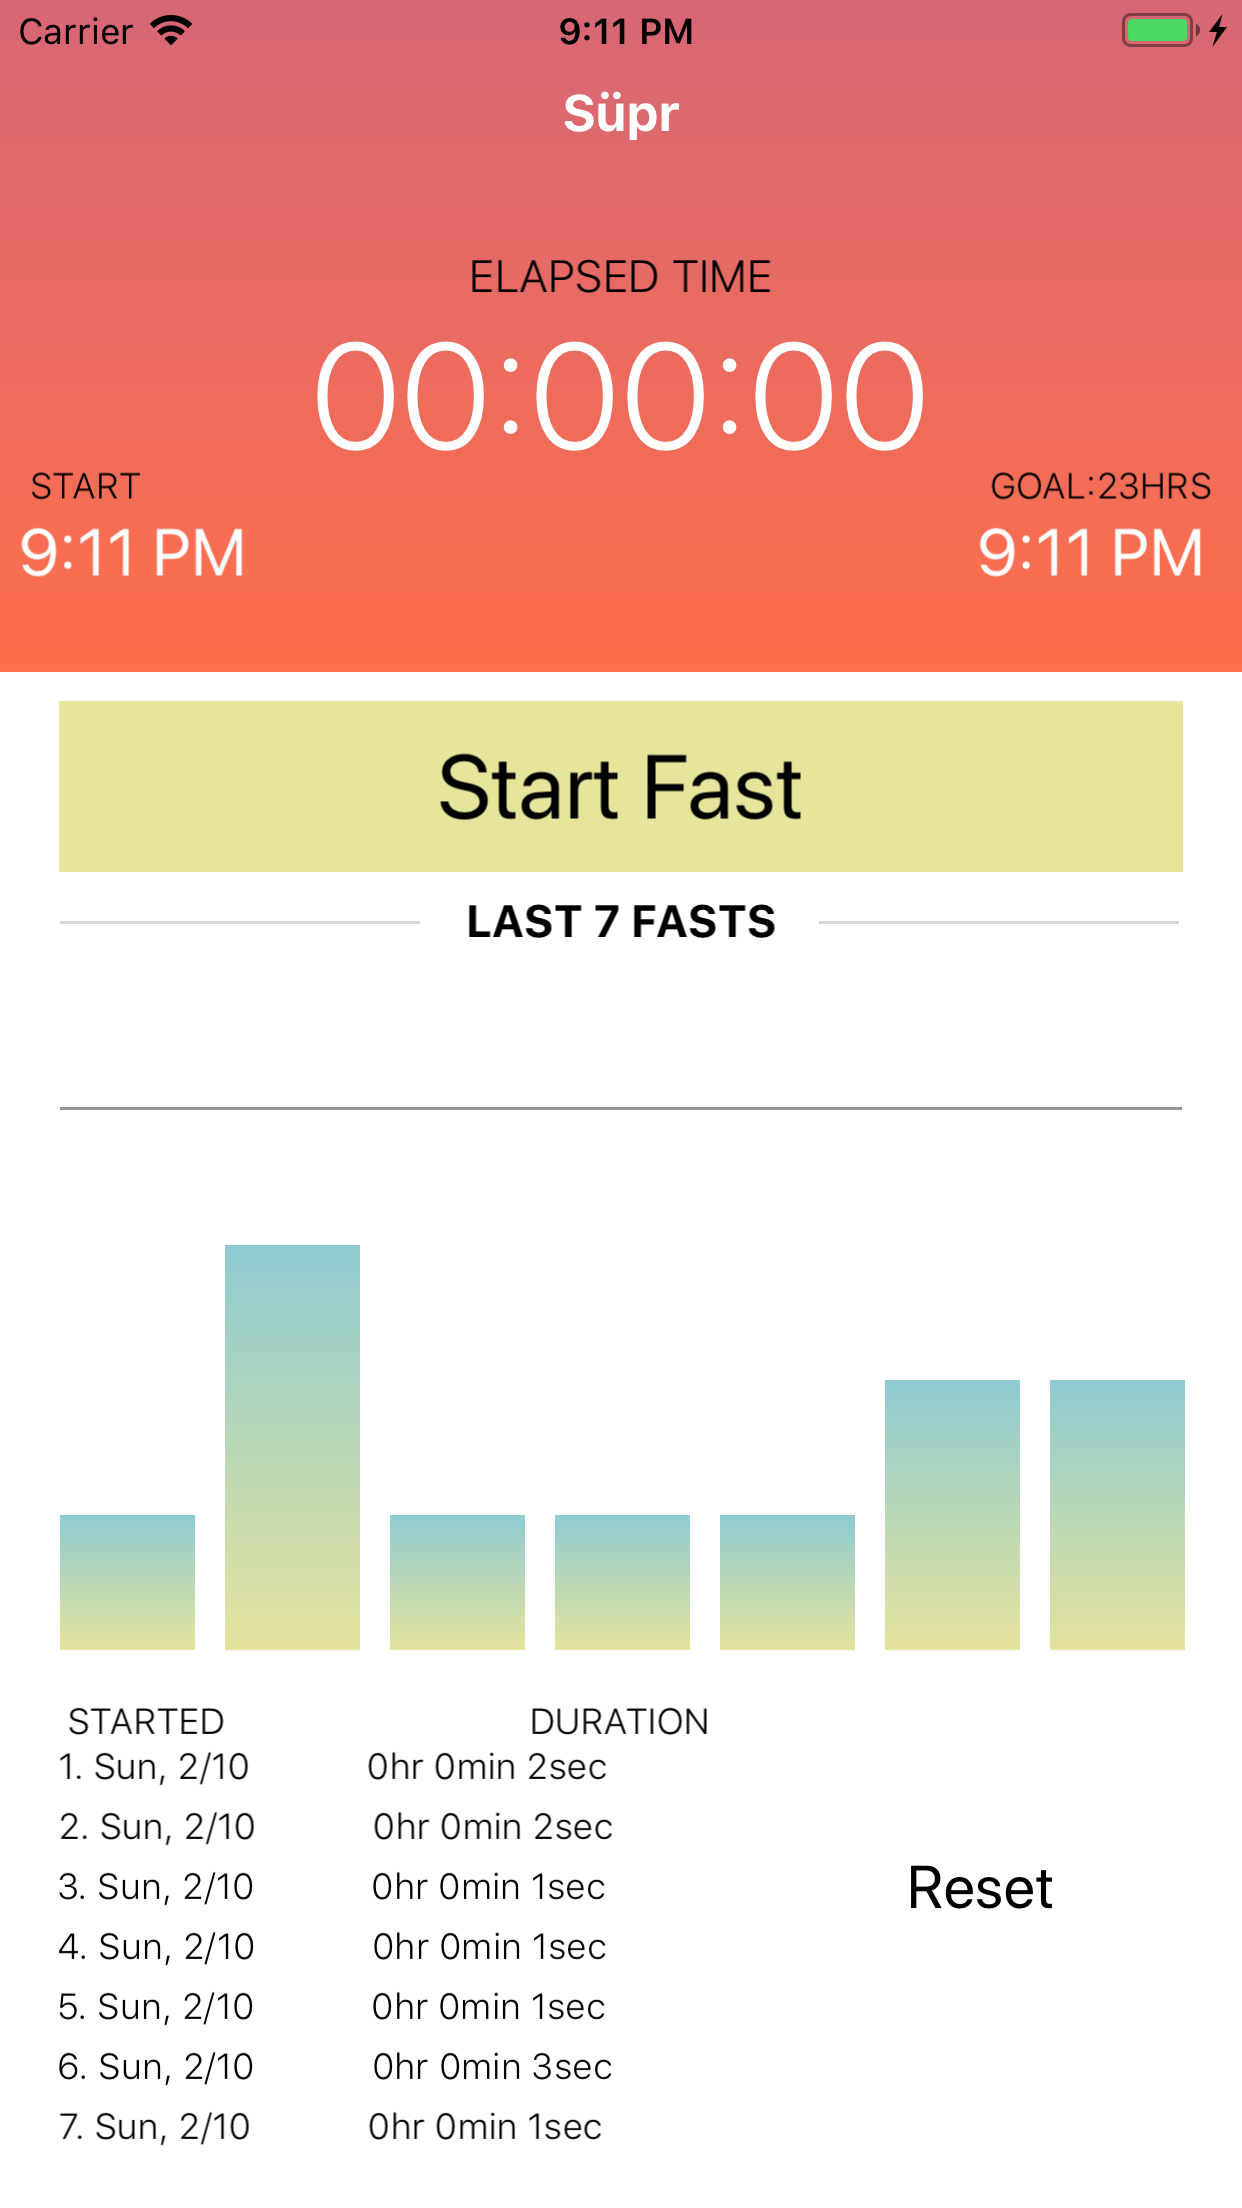 Carrier 9:11 PM
Süpr
ELAPSED TIME
00:00:00
START GOAL:23HRS
9:11 PM 9:11 PM
Start Fast
LAST 7 FASTS
STARTED DURATION
1. Sun, 2/10 0hr 0min 2sec
2. Sun, 2/10 0hr 0min 2sec
3. Sun, 2/10 0hr 0min 1sec
Reset
4. Sun, 2/10 0hr 0min 1sec
5. Sun, 2/10 0hr 0min 1sec
6. Sun, 2/10 0hr 0min 3sec
7. Sun, 2/10 0hr 0min 1sec